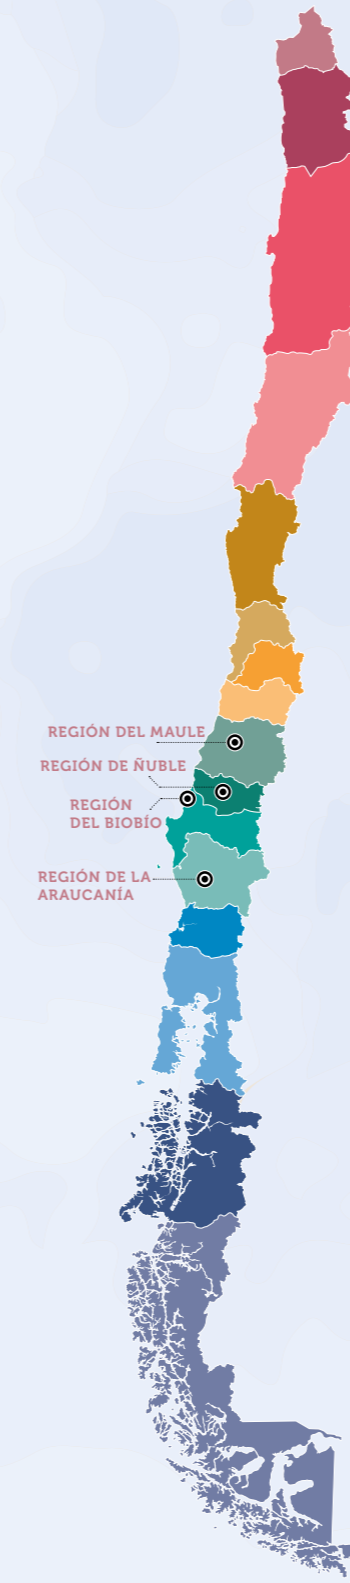 REGIÓN DEL MAULE
REGIÓN DE ÑUBLE
REGIÓN
DEL BIOBÍO
REGIÓN DE LA
ARAUCANÍA